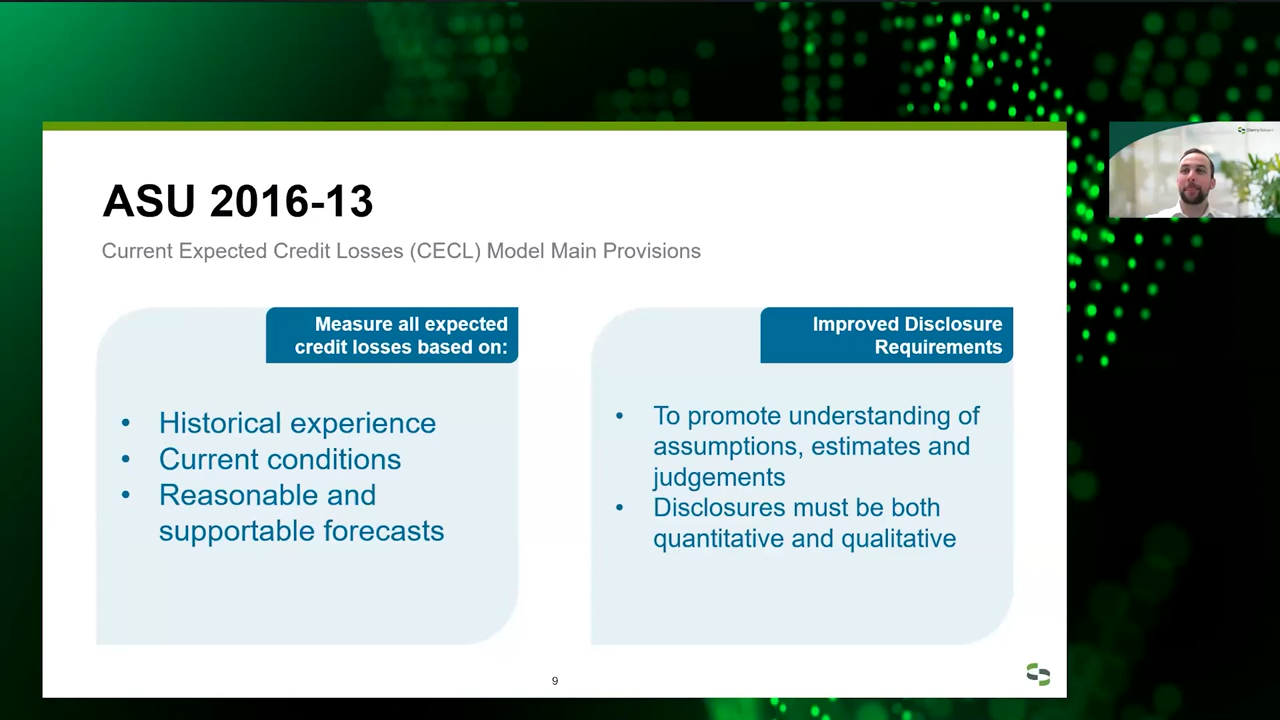 ASU 2016-13
Current Expected Credit Losses (CECL) Model Main Provisions
Measure all expected
credit losses based on:
• Historical experience
• Current conditions
• Reasonable and
supportable forecasts
Improved Disclosure
Requirements
• To promote understanding of
assumptions, estimates and
judgements
• Disclosures must be both
quantitative and qualitative
9